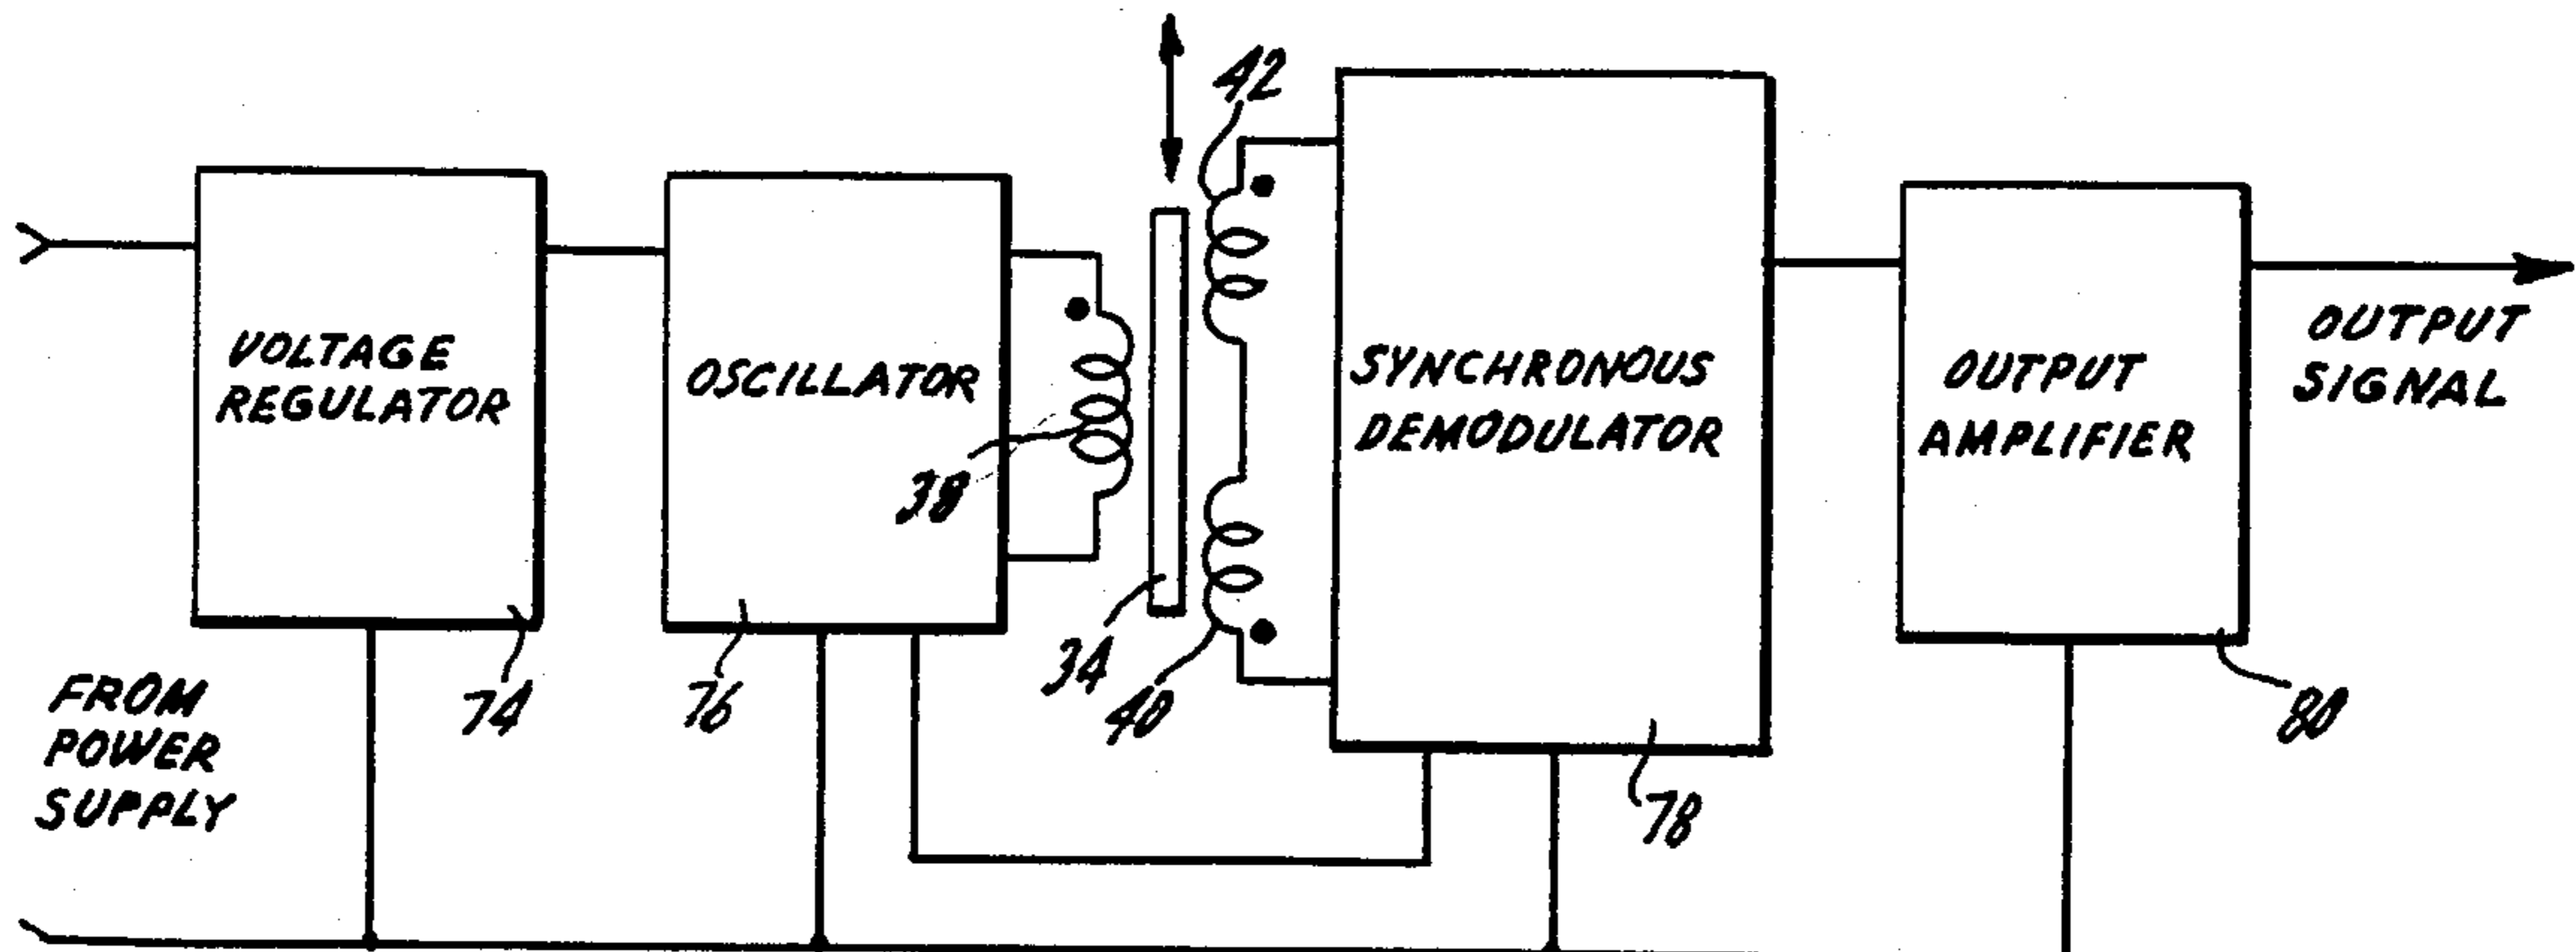 42
VOLTAGE
REGULATOR
OSCILLATOR
SYNCHRONOUS
DEMODULATOR
OUTPUT
AMPLIFIER
OUTPUT
SIGNAL
38
34
40
74
76
78
80
FROM
POWER
SUPPLY